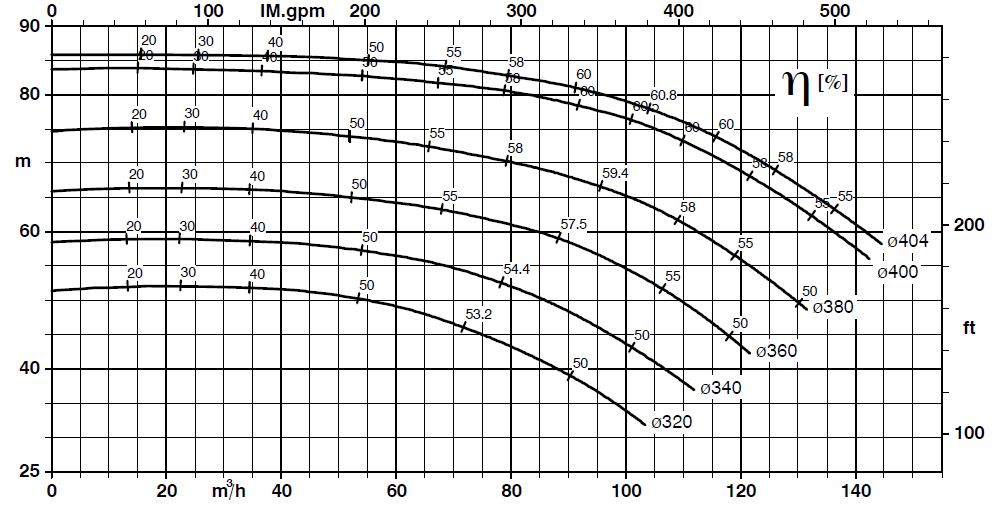 0 100 IM.gpm 200 300 400 500
90
20 30 40 50 55 58 60 60.8 60 58 55
20 30 40 50 55 58 60 60.5 60 58 55
η [%]
80
20 30 40 50 55 58 59.4 58 55 50
m
20 30 40 50 55 57.5 55 50
60
200
20 30 40 50 54.4 50
ø404
ø400
20 30 40 50 53.2 50
ø380
ft
ø360
40
ø340
ø320
100
25
0 20 m³/h 40 60 80 100 120 140